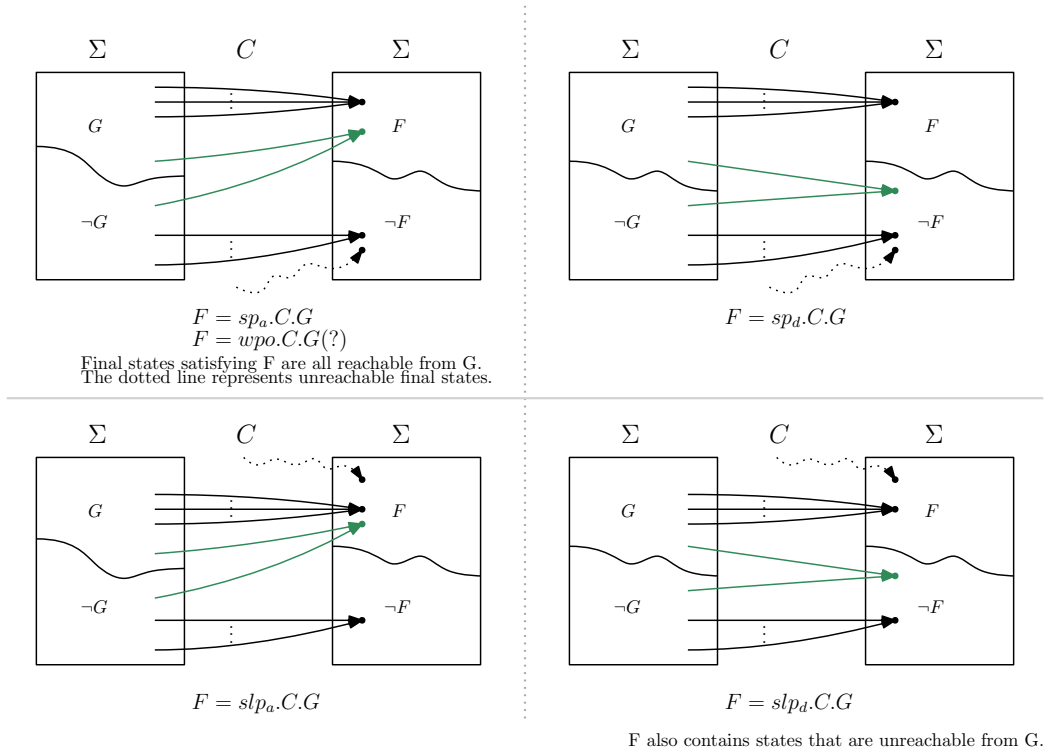 Σ C Σ
G F
¬G ¬F
F = sp_a.C.G
F = wpo.C.G(?)
Final states satisfying F are all reachable from G.
The dotted line represents unreachable final states.
Σ C Σ
G F
¬G ¬F
F = sp_d.C.G
Σ C Σ
G F
¬G ¬F
F = slp_a.C.G
Σ C Σ
G F
¬G ¬F
F = slp_d.C.G
F also contains states that are unreachable from G.